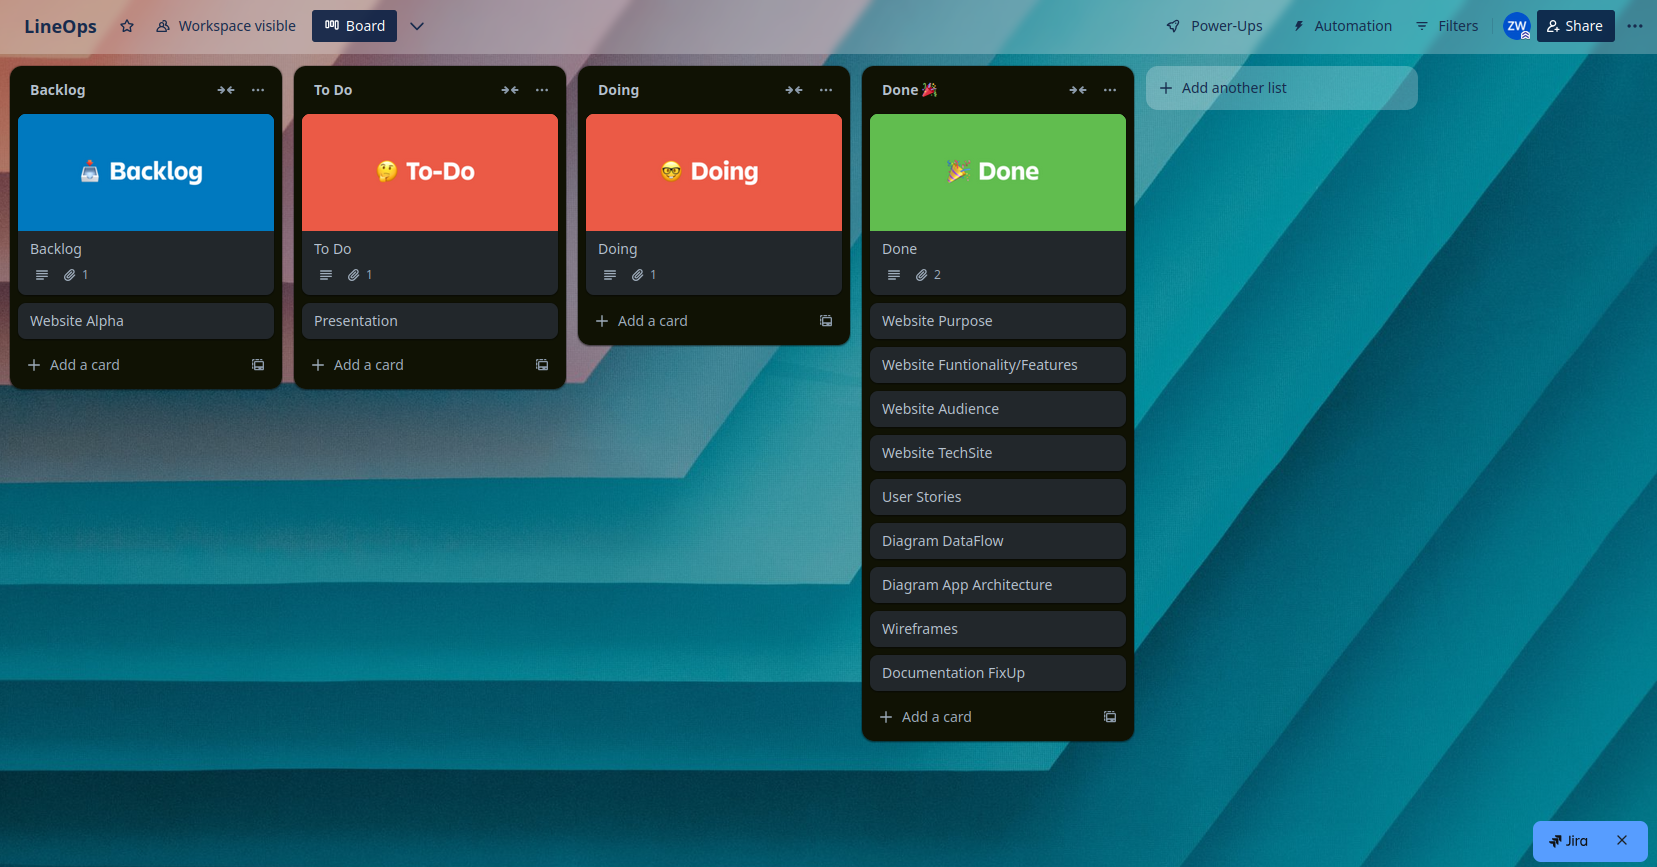 LineOps
Workspace visible
Board
Power-Ups
Automation
Filters
ZW
Share
Backlog
Backlog
Backlog
1
Website Alpha
Add a card
To Do
To-Do
To Do
1
Presentation
Add a card
Doing
Doing
Doing
1
Add a card
Done
Done
Done
2
Website Purpose
Website Funtionality/Features
Website Audience
Website TechSite
User Stories
Diagram DataFlow
Diagram App Architecture
Wireframes
Documentation FixUp
Add a card
Add another list
Jira